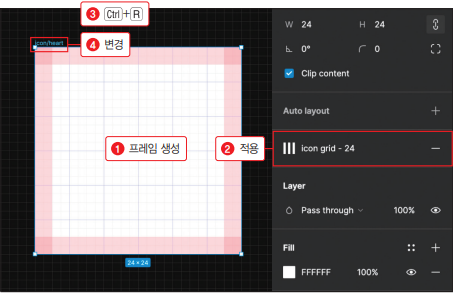 3 Ctrl+R
icon/heart
4 변경
1 프레임 생성
2 적용
24 × 24
W 24 H 24
0° 0
Clip content
Auto layout +
icon grid - 24 −
Layer
Pass through 100%
Fill +
FFFFFF 100% −